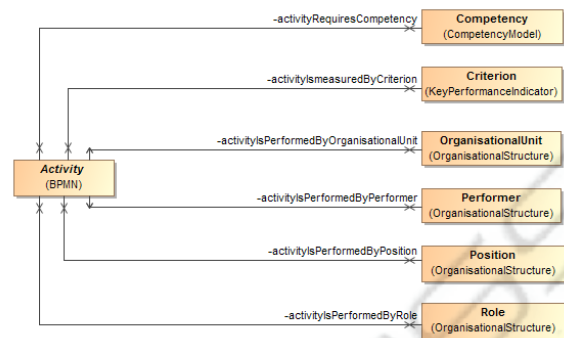 -activityRequiresCompetency
Competency
(CompetencyModel)
-activityIsmeasuredByCriterion
Criterion
(KeyPerformanceIndicator)
-activityIsPerformedByOrganisationalUnit
OrganisationalUnit
(OrganisationalStructure)
Activity
(BPMN)
-activityIsPerformedByPerformer
Performer
(OrganisationalStructure)
-activityIsPerformedByPosition
Position
(OrganisationalStructure)
-activityIsPerformedByRole
Role
(OrganisationalStructure)